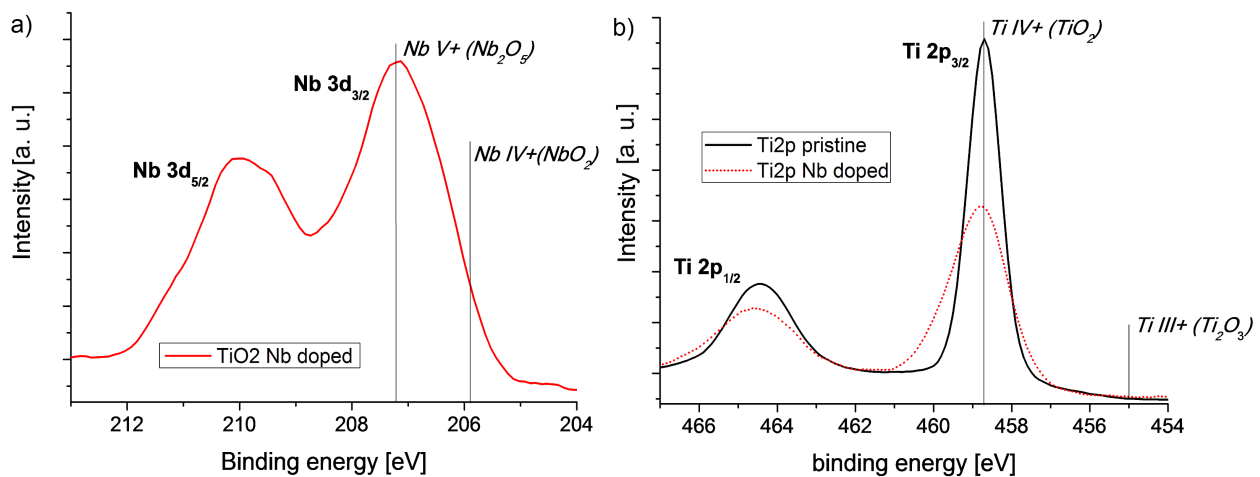 a)
Intensity [a. u.]
Nb 3d5/2
Nb 3d3/2
Nb V+ (Nb2O5)
Nb IV+(NbO2)
TiO2 Nb doped
212 210 208 206 204
Binding energy [eV]
b)
Intensity [a. u.]
Ti 2p1/2
Ti 2p3/2
Ti IV+ (TiO2)
Ti2p pristine
Ti2p Nb doped
Ti III+ (Ti2O3)
466 464 462 460 458 456 454
binding energy [eV]